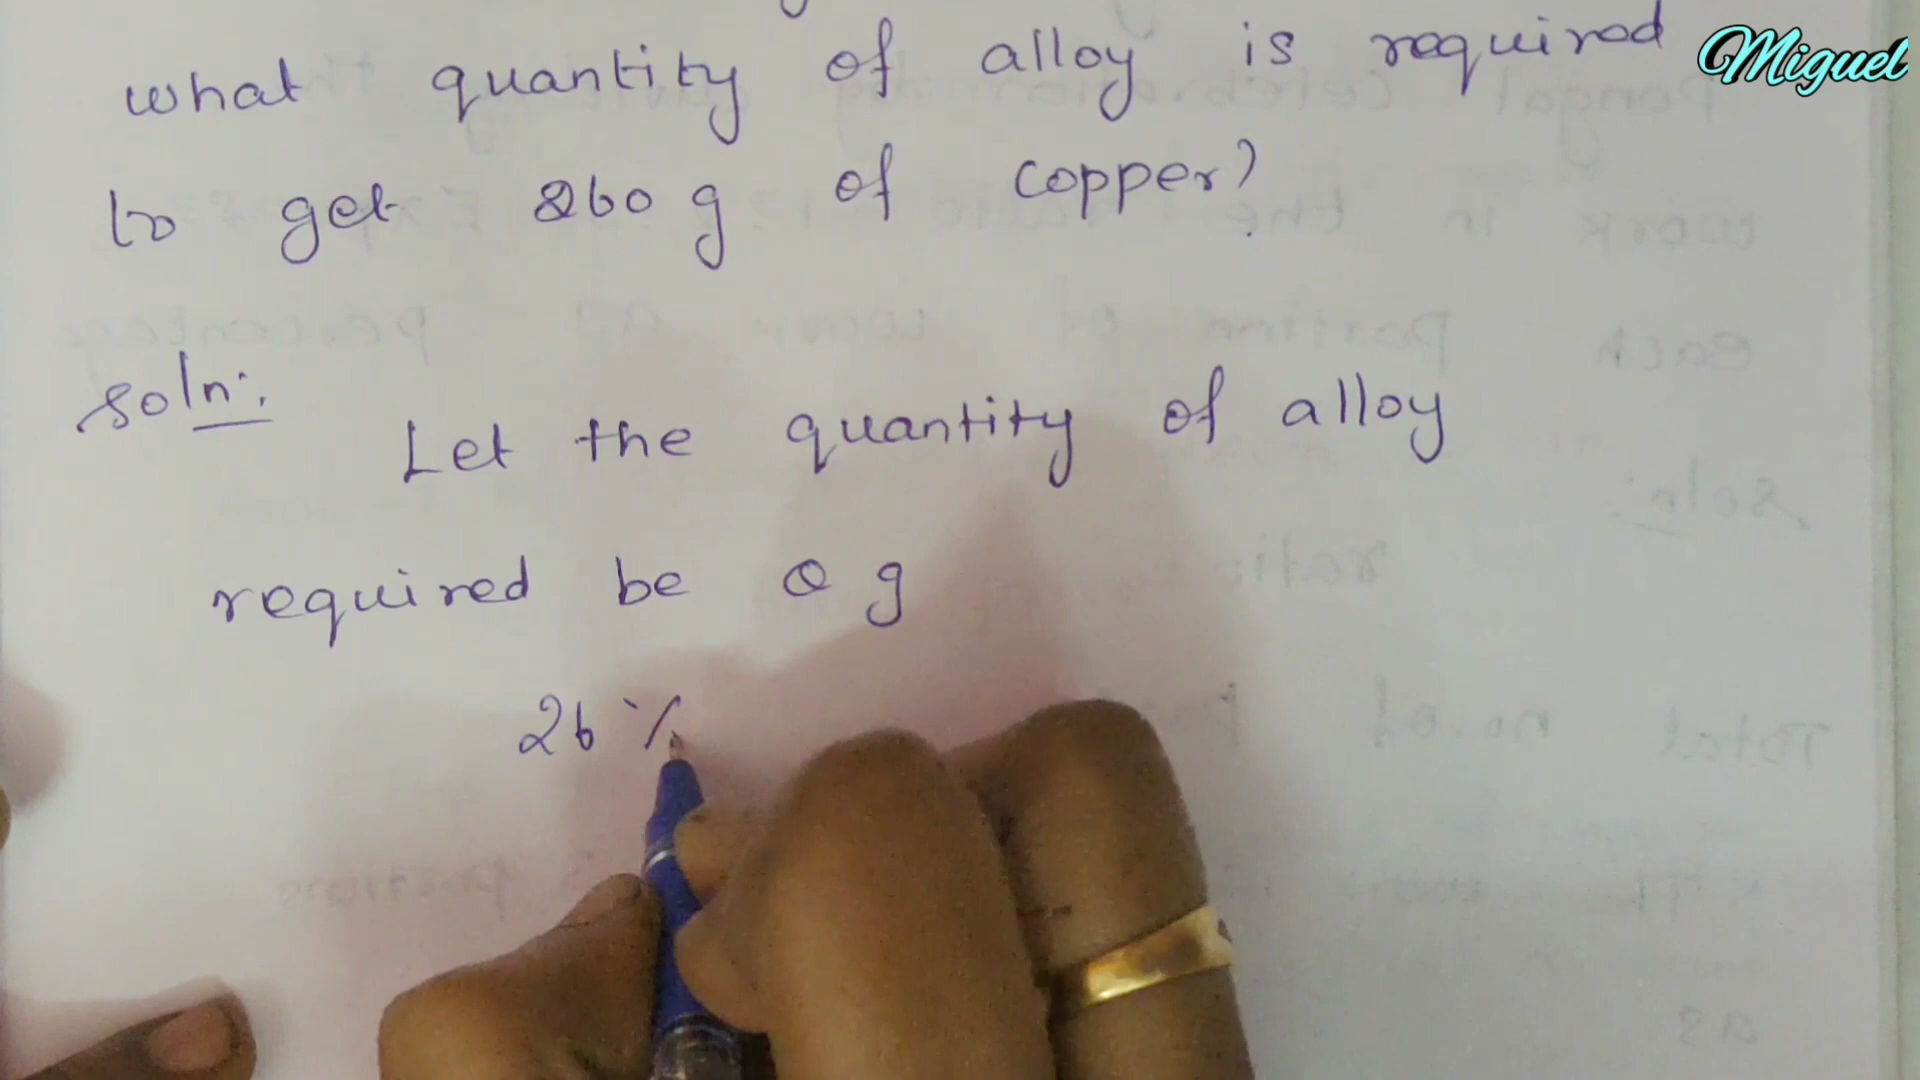 what quantity of alloy is required
to get 260 g of copper?
soln:
Let the quantity of alloy
required be Q g
26 %
Miguel